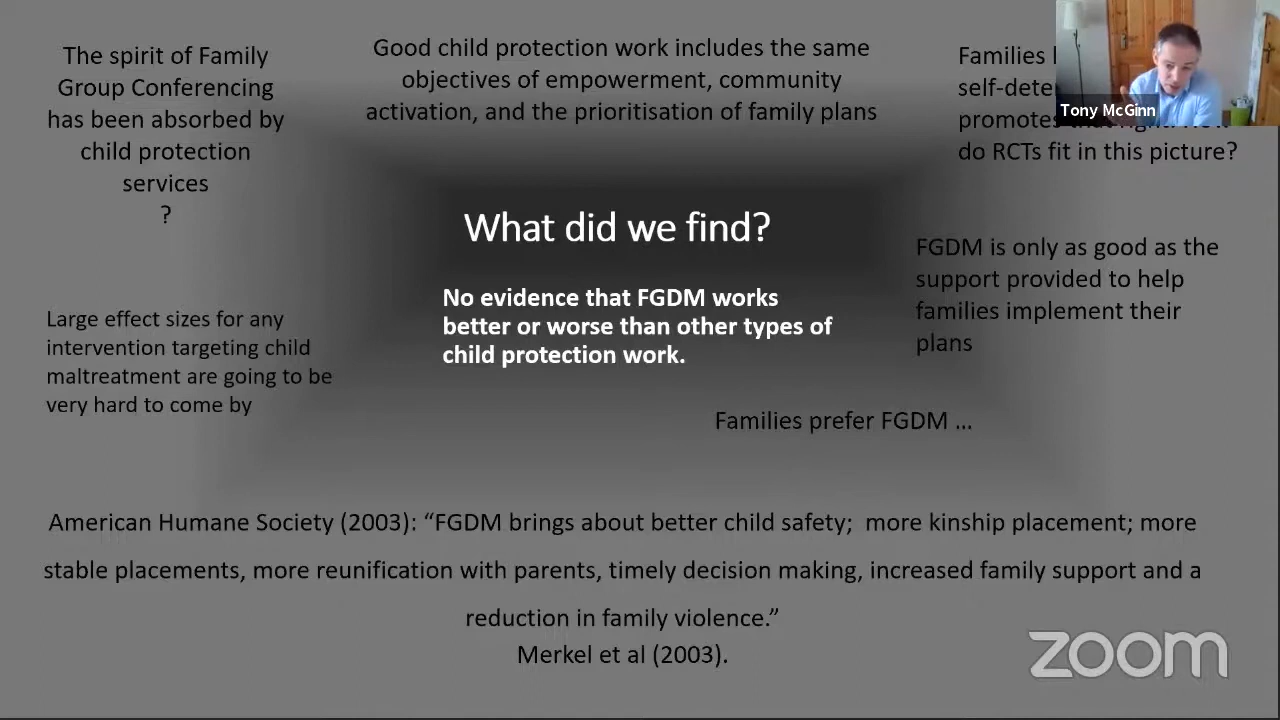 The spirit of Family
Group Conferencing
has been absorbed by
child protection
services
?
Good child protection work includes the same
objectives of empowerment, community
activation, and the prioritisation of family plans
Families
do RCTs fit in this picture?
Tony McGinn
What did we find?
No evidence that FGDM works
better or worse than other types of
child protection work.
FGDM is only as good as the
support provided to help
families implement their
plans
Large effect sizes for any
intervention targeting child
maltreatment are going to be
very hard to come by
Families prefer FGDM …
American Humane Society (2003): “FGDM brings about better child safety;  more kinship placement; more
stable placements, more reunification with parents, timely decision making, increased family support and a
reduction in family violence.”
Merkel et al (2003).
zoom